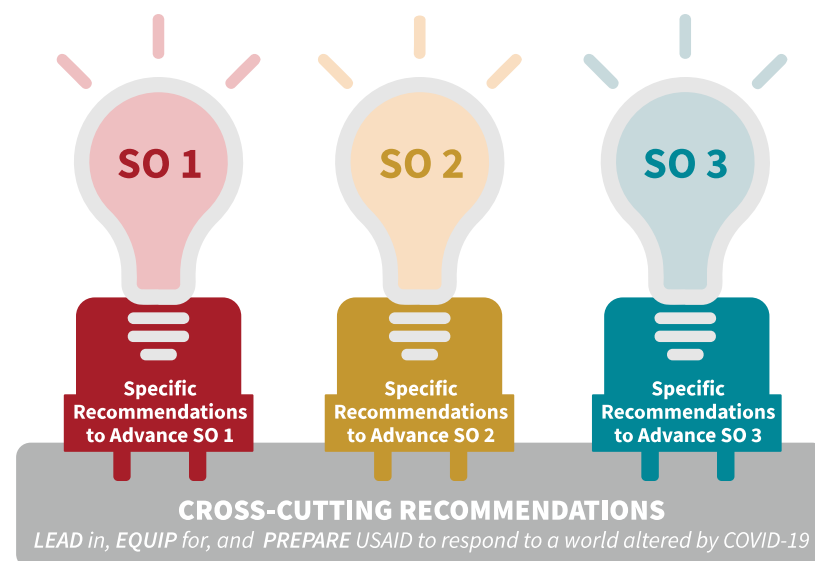 SO 1
SO 2
SO 3
Specific
Recommendations
to Advance SO 1
Specific
Recommendations
to Advance SO 2
Specific
Recommendations
to Advance SO 3
CROSS-CUTTING RECOMMENDATIONS
LEAD in, EQUIP for, and PREPARE USAID to respond to a world altered by COVID-19